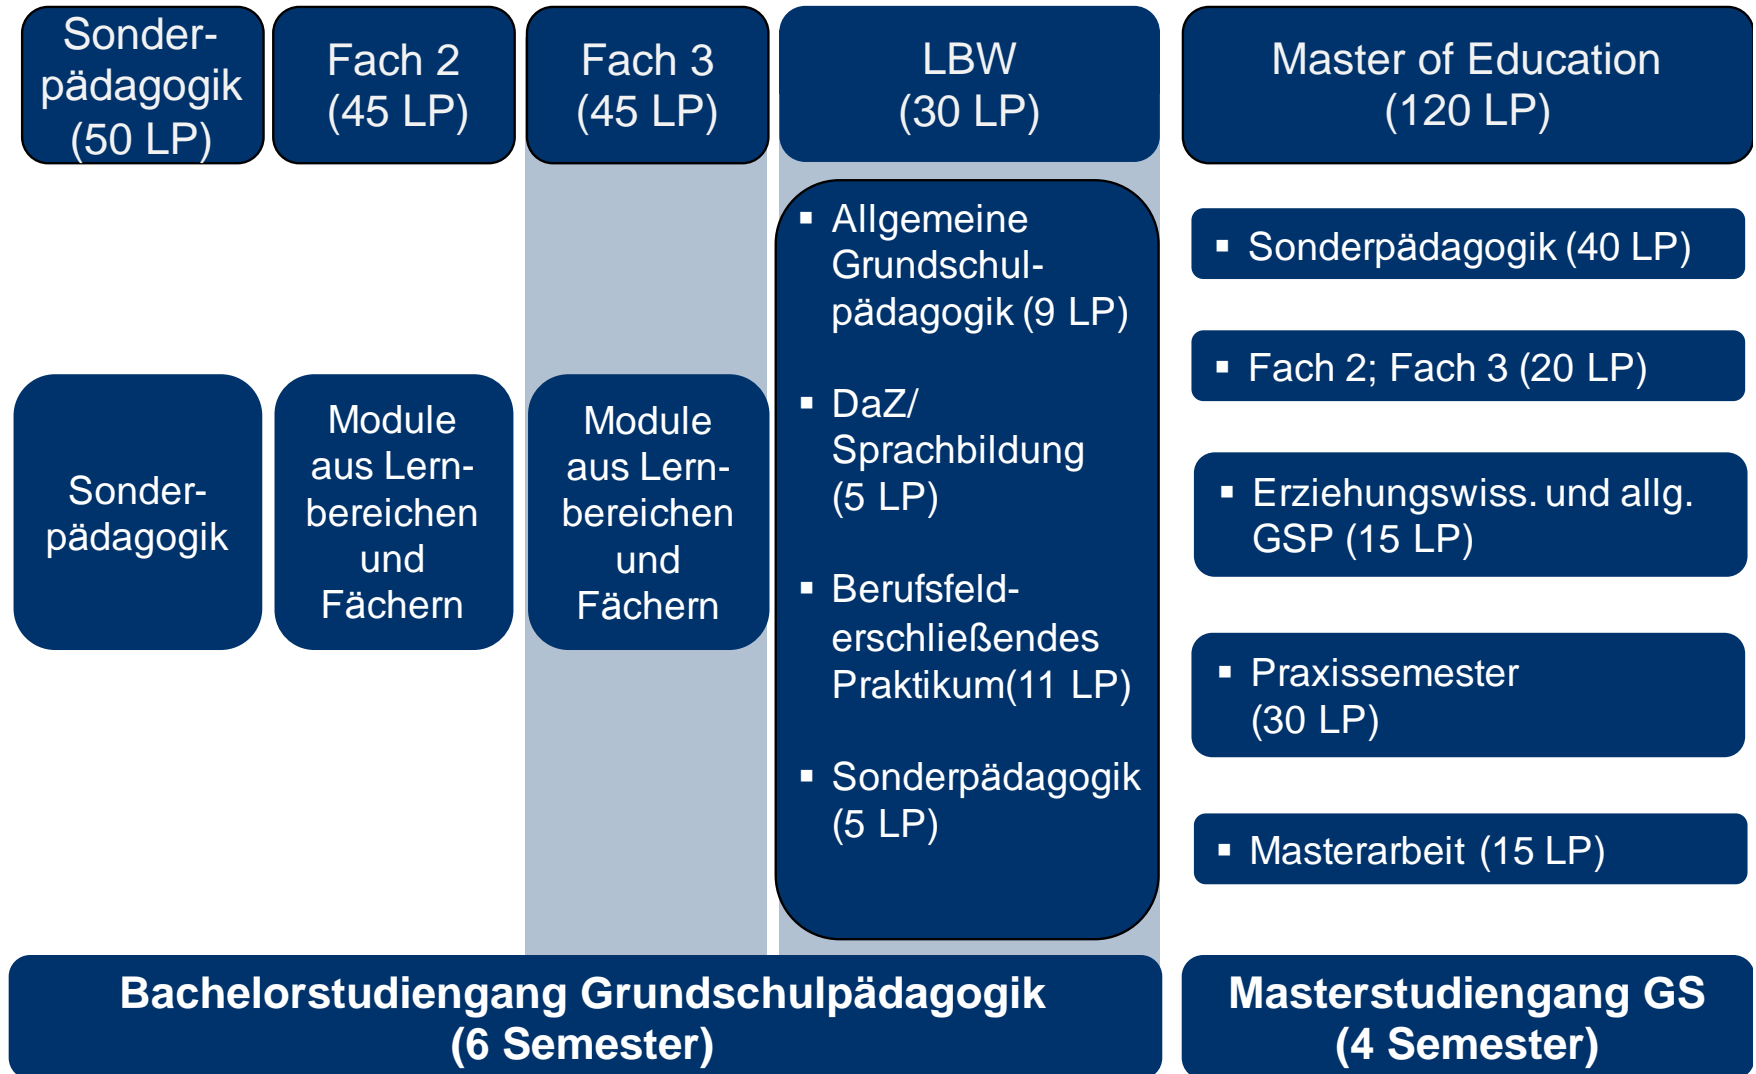 Sonder-
pädagogik
(50 LP)
Fach 2
(45 LP)
Fach 3
(45 LP)
LBW
(30 LP)
Master of Education
(120 LP)
Sonder-
pädagogik
Module
aus Lern-
bereichen
und
Fächern
Module
aus Lern-
bereichen
und
Fächern
▪ Allgemeine
Grundschul-
pädagogik (9 LP)
▪ DaZ/
Sprachbildung
(5 LP)
▪ Berufsfeld-
erschließendes
Praktikum(11 LP)
▪ Sonderpädagogik
(5 LP)
▪ Sonderpädagogik (40 LP)
▪ Fach 2; Fach 3 (20 LP)
▪ Erziehungswiss. und allg.
GSP (15 LP)
▪ Praxissemester
(30 LP)
▪ Masterarbeit (15 LP)
Bachelorstudiengang Grundschulpädagogik
(6 Semester)
Masterstudiengang GS
(4 Semester)